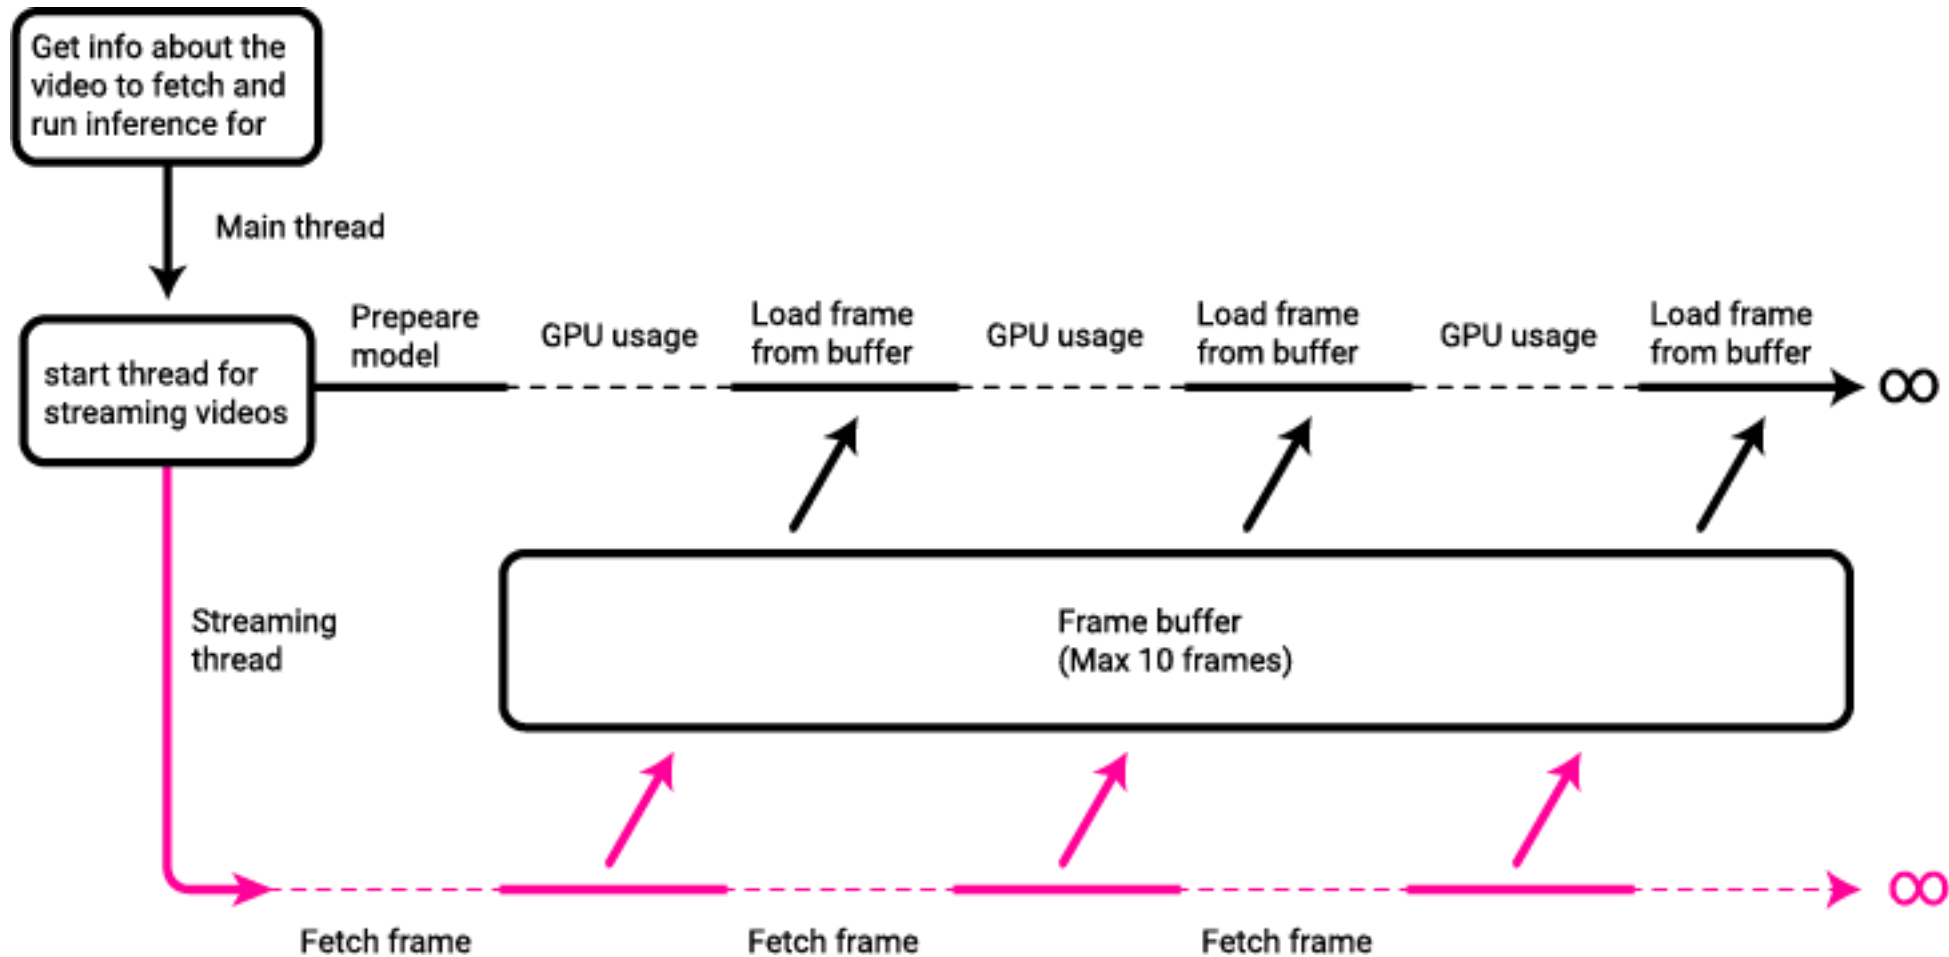 Get info about the
video to fetch and
run inference for
Main thread
start thread for
streaming videos
Prepeare
model
GPU usage
Load frame
from buffer
GPU usage
Load frame
from buffer
GPU usage
Load frame
from buffer
∞
Streaming
thread
Frame buffer
(Max 10 frames)
∞
Fetch frame
Fetch frame
Fetch frame